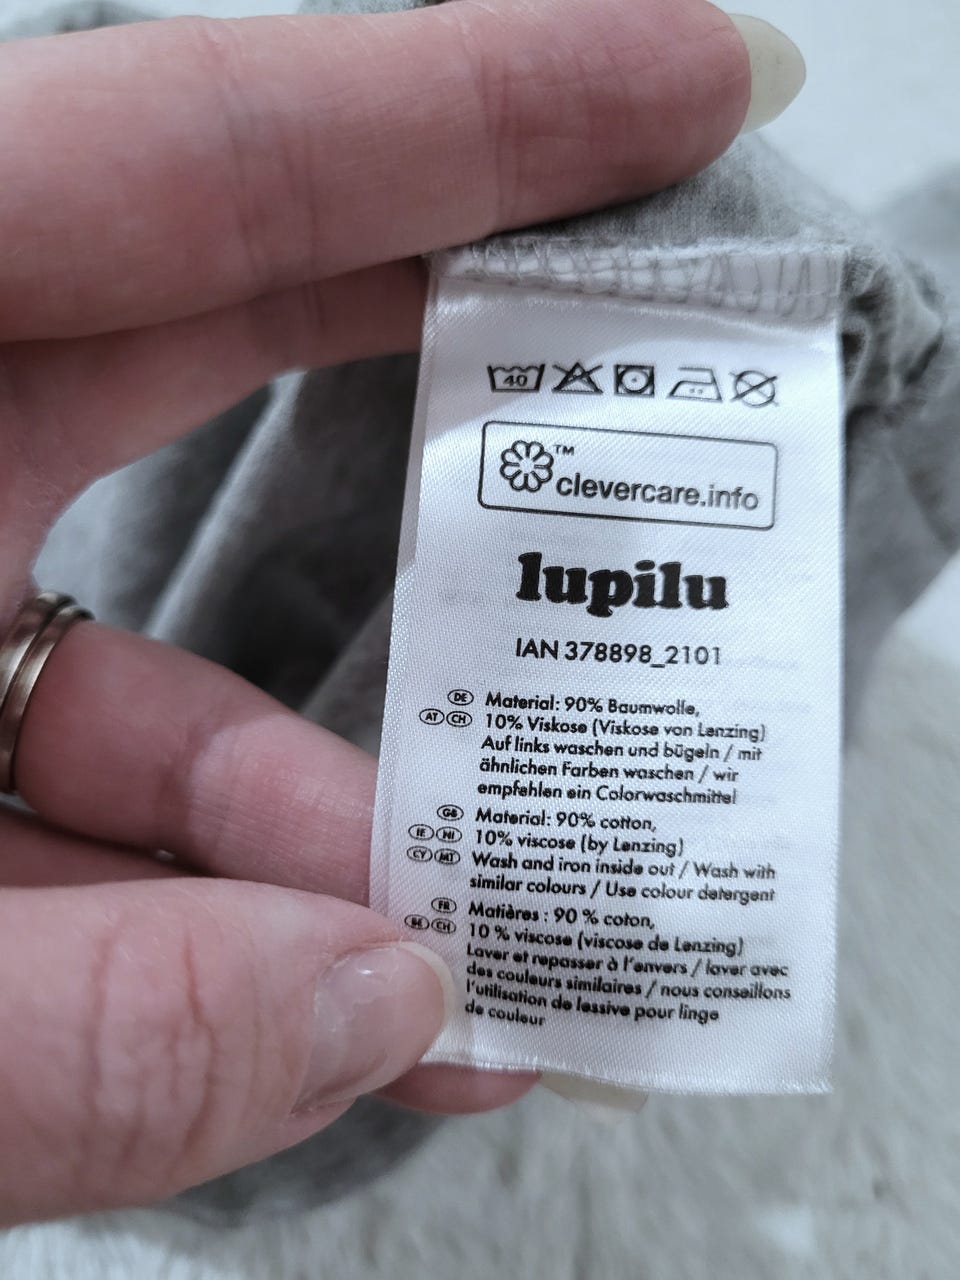 40
TM
clevercare.info
lupilu
IAN 378898_2101
DE Material: 90% Baumwolle,
AT CH 10% Viskose (Viskose von Lenzing)
Auf links waschen und bügeln / mit
ähnlichen Farben waschen / wir
empfehlen ein Colorwaschmittel
GB Material: 90% cotton,
IE NI 10% viscose (by Lenzing)
CY MT Wash and iron inside out / Wash with
similar colours / Use colour detergent
FR Matières : 90 % coton,
BE CH 10 % viscose (viscose de Lenzing)
Laver et repasser à l'envers / laver avec
des couleurs similaires / nous conseillons
l'utilisation de lessive pour linge
de couleur